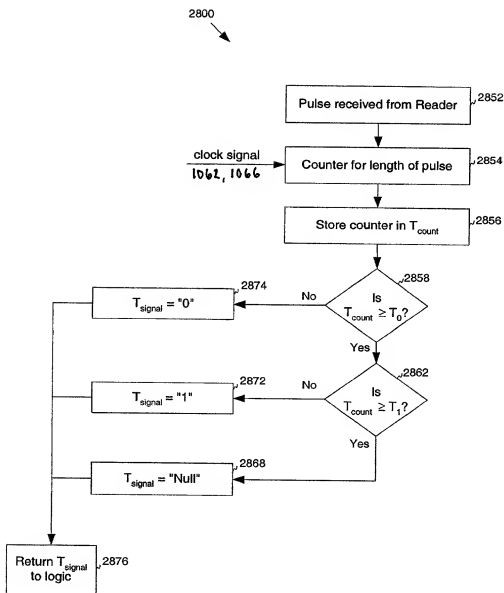 2800
Pulse received from Reader
2852
clock signal
1062, 1066
Counter for length of pulse
2854
Store counter in T_count
2856
2858
Is
T_count ≥ T_0?
No
Yes
2874
T_signal = "0"
2862
Is
T_count ≥ T_1?
No
Yes
2872
T_signal = "1"
2868
T_signal = "Null"
Return T_signal
to logic
2876